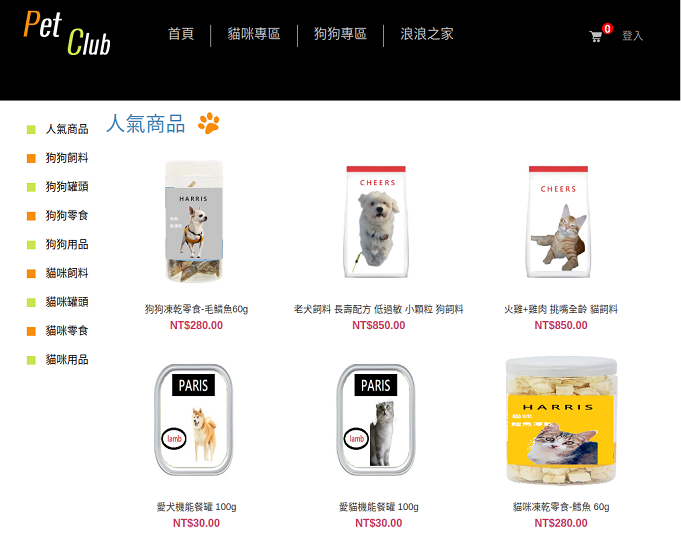 Pet Club
首頁
貓咪專區
狗狗專區
浪浪之家
0
登入
人氣商品
狗狗飼料
狗狗罐頭
狗狗零食
狗狗用品
貓咪飼料
貓咪罐頭
貓咪零食
貓咪用品
人氣商品
HARRIS
CHEERS
CHEERS
狗狗凍乾零食-毛鱗魚60g
NT$280.00
老犬飼料 長壽配方 低過敏 小顆粒 狗飼料
NT$850.00
火雞+雞肉 挑嘴全齡 貓飼料
NT$850.00
PARIS
lamb
PARIS
lamb
HARRIS
貓咪
鮭魚凍乾
愛犬機能餐罐 100g
NT$30.00
愛貓機能餐罐 100g
NT$30.00
貓咪凍乾零食-鱈魚 60g
NT$280.00